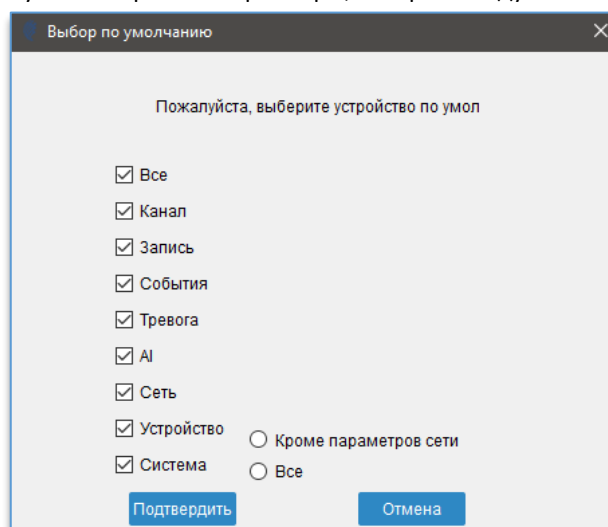 Выбор по умолчанию
Пожалуйста, выберите устройство по умол
Все
Канал
Запись
События
Тревога
AI
Сеть
Устройство
Кроме параметров сети
Система
Все
Подтвердить
Отмена